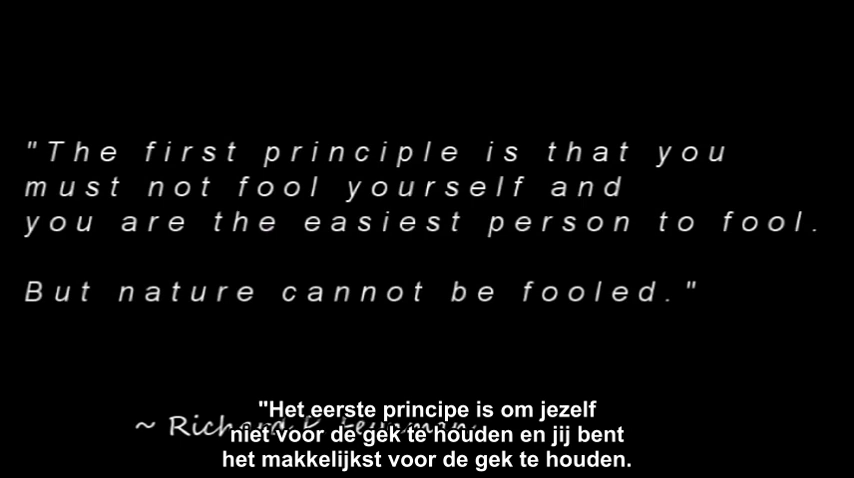 "The first principle is that you
must not fool yourself and
you are the easiest person to fool.
But nature cannot be fooled."
~ Richard P. Feynman
"Het eerste principe is om jezelf
niet voor de gek te houden en jij bent
het makkelijkst voor de gek te houden.